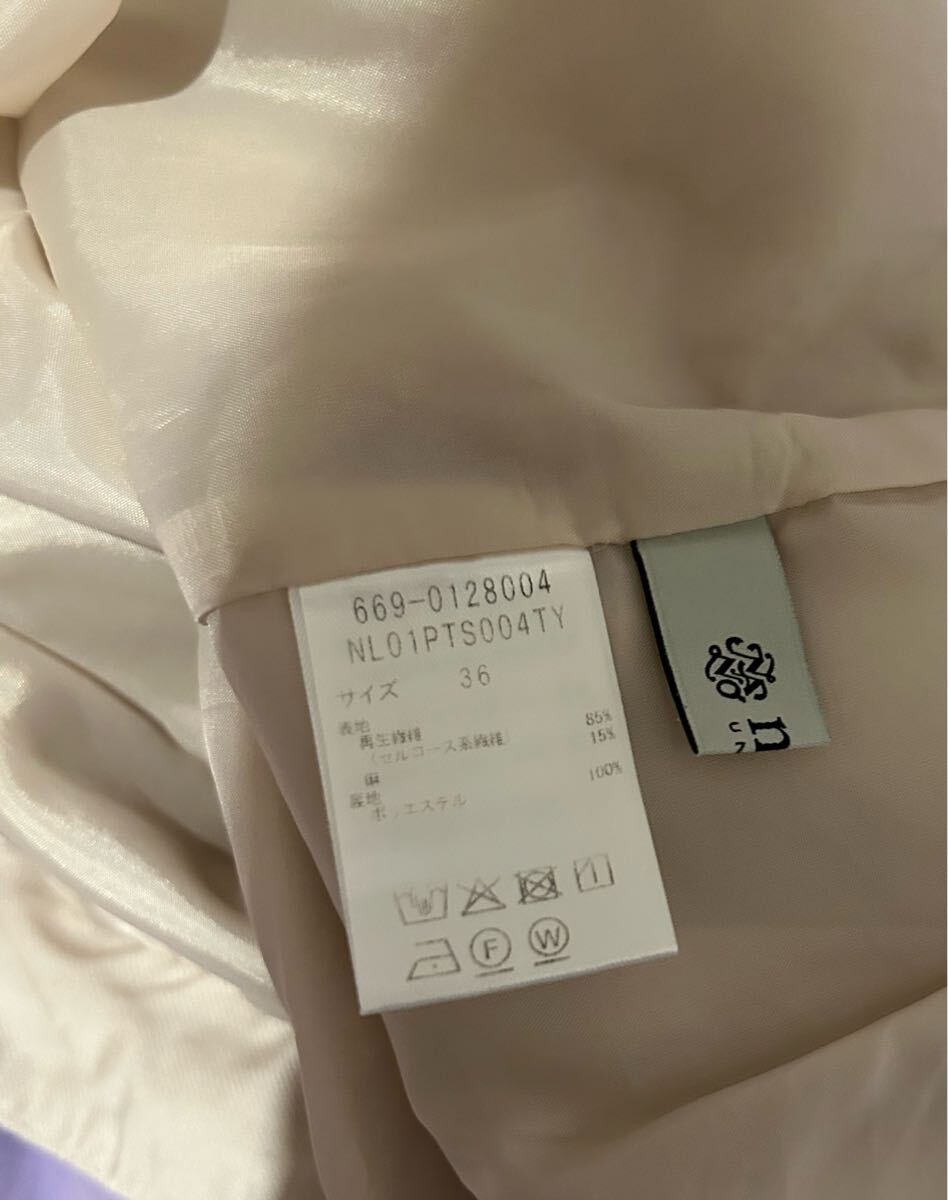 669-0128004
NL01PTS004TY
サイズ 36
表地
再生繊維 85%
(セルロース系繊維)
麻 15%
裏地
ポリエステル 100%
F W
n